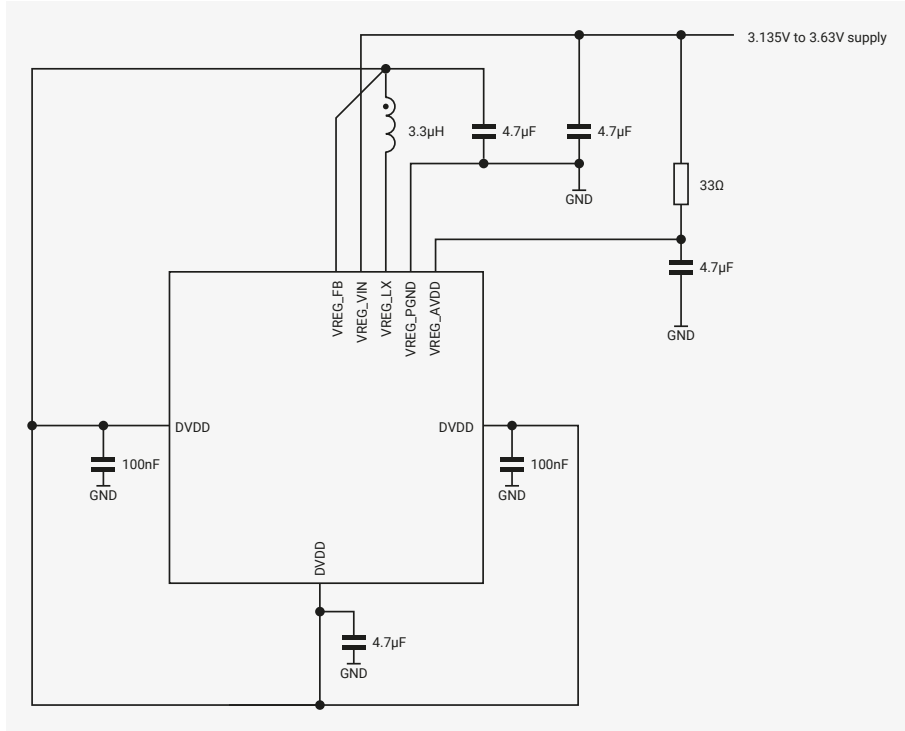 3.135V to 3.63V supply
3.3µH
4.7µF
4.7µF
33Ω
GND
4.7µF
GND
VREG_FB
VREG_VIN
VREG_LX
VREG_PGND
VREG_AVDD
DVDD
DVDD
100nF
GND
100nF
GND
DVDD
4.7µF
GND